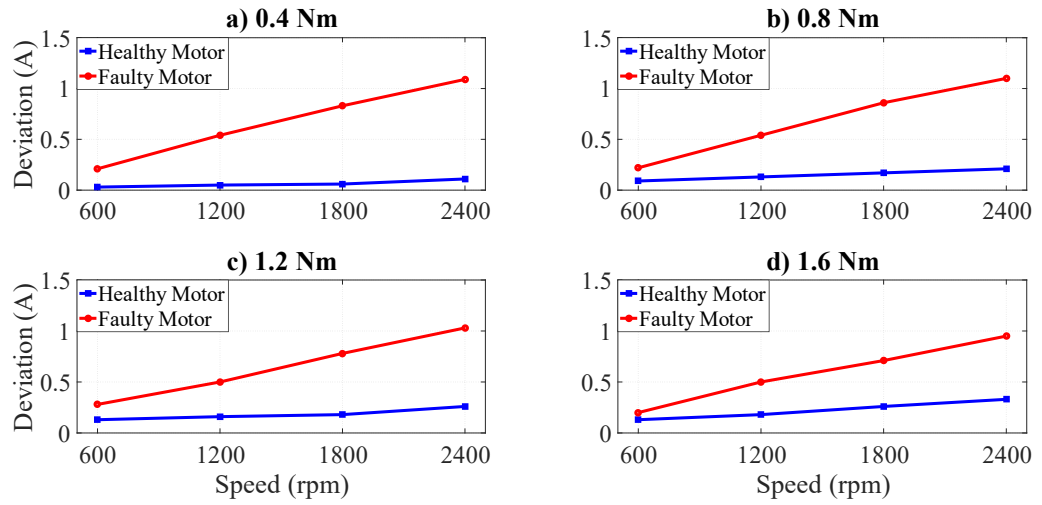 a) 0.4 Nm
1.5
1
0.5
0
Deviation (A)
Healthy Motor
Faulty Motor
600 1200 1800 2400
b) 0.8 Nm
1.5
1
0.5
0
Healthy Motor
Faulty Motor
600 1200 1800 2400
c) 1.2 Nm
1.5
1
0.5
0
Deviation (A)
Healthy Motor
Faulty Motor
600 1200 1800 2400
Speed (rpm)
d) 1.6 Nm
1.5
1
0.5
0
Healthy Motor
Faulty Motor
600 1200 1800 2400
Speed (rpm)